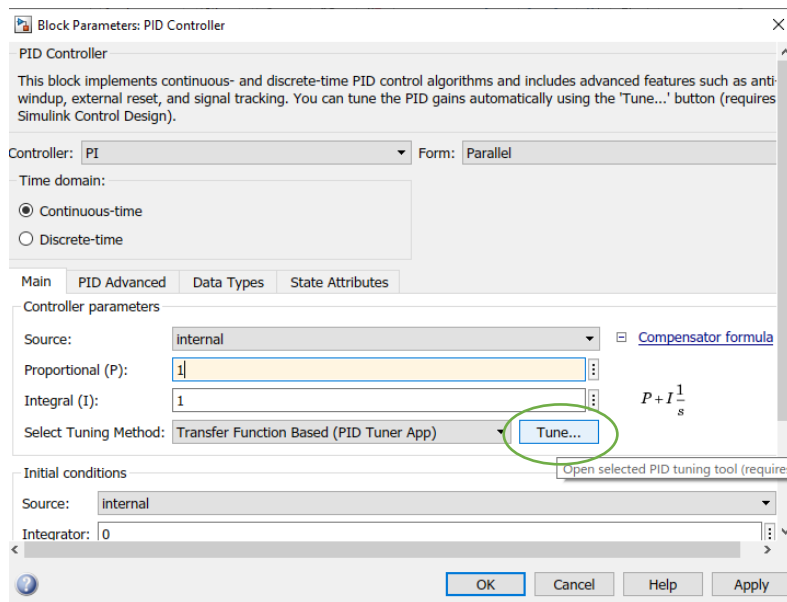 Block Parameters: PID Controller
PID Controller
This block implements continuous- and discrete-time PID control algorithms and includes advanced features such as anti-
windup, external reset, and signal tracking. You can tune the PID gains automatically using the 'Tune...' button (requires
Simulink Control Design).
Controller: PI Form: Parallel
Time domain:
Continuous-time
Discrete-time
Main PID Advanced Data Types State Attributes
Controller parameters
Source: internal Compensator formula
Proportional (P): 1
Integral (I): 1 P+I1/s
Select Tuning Method: Transfer Function Based (PID Tuner App) Tune...
Open selected PID tuning tool (require
Initial conditions
Source: internal
Integrator: 0
OK Cancel Help Apply